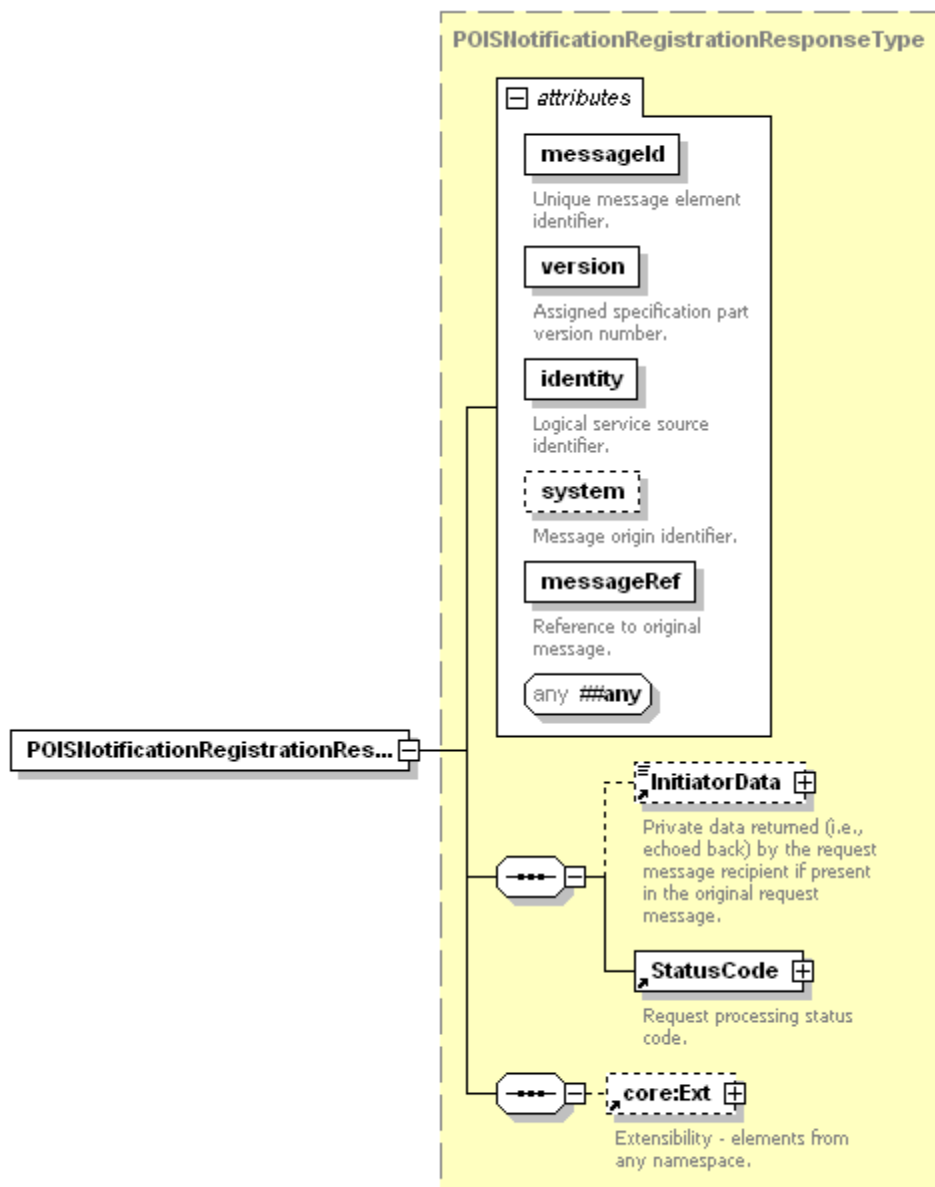 POISNotificationRegistrationResponseType
attributes
messageId
Unique message element
identifier.
version
Assigned specification part
version number.
identity
Logical service source
identifier.
system
Message origin identifier.
messageRef
Reference to original
message.
any ##any
POISNotificationRegistrationRes...
InitiatorData
Private data returned (i.e.,
echoed back) by the request
message recipient if present
in the original request
message.
StatusCode
Request processing status
code.
core:Ext
Extensibility - elements from
any namespace.